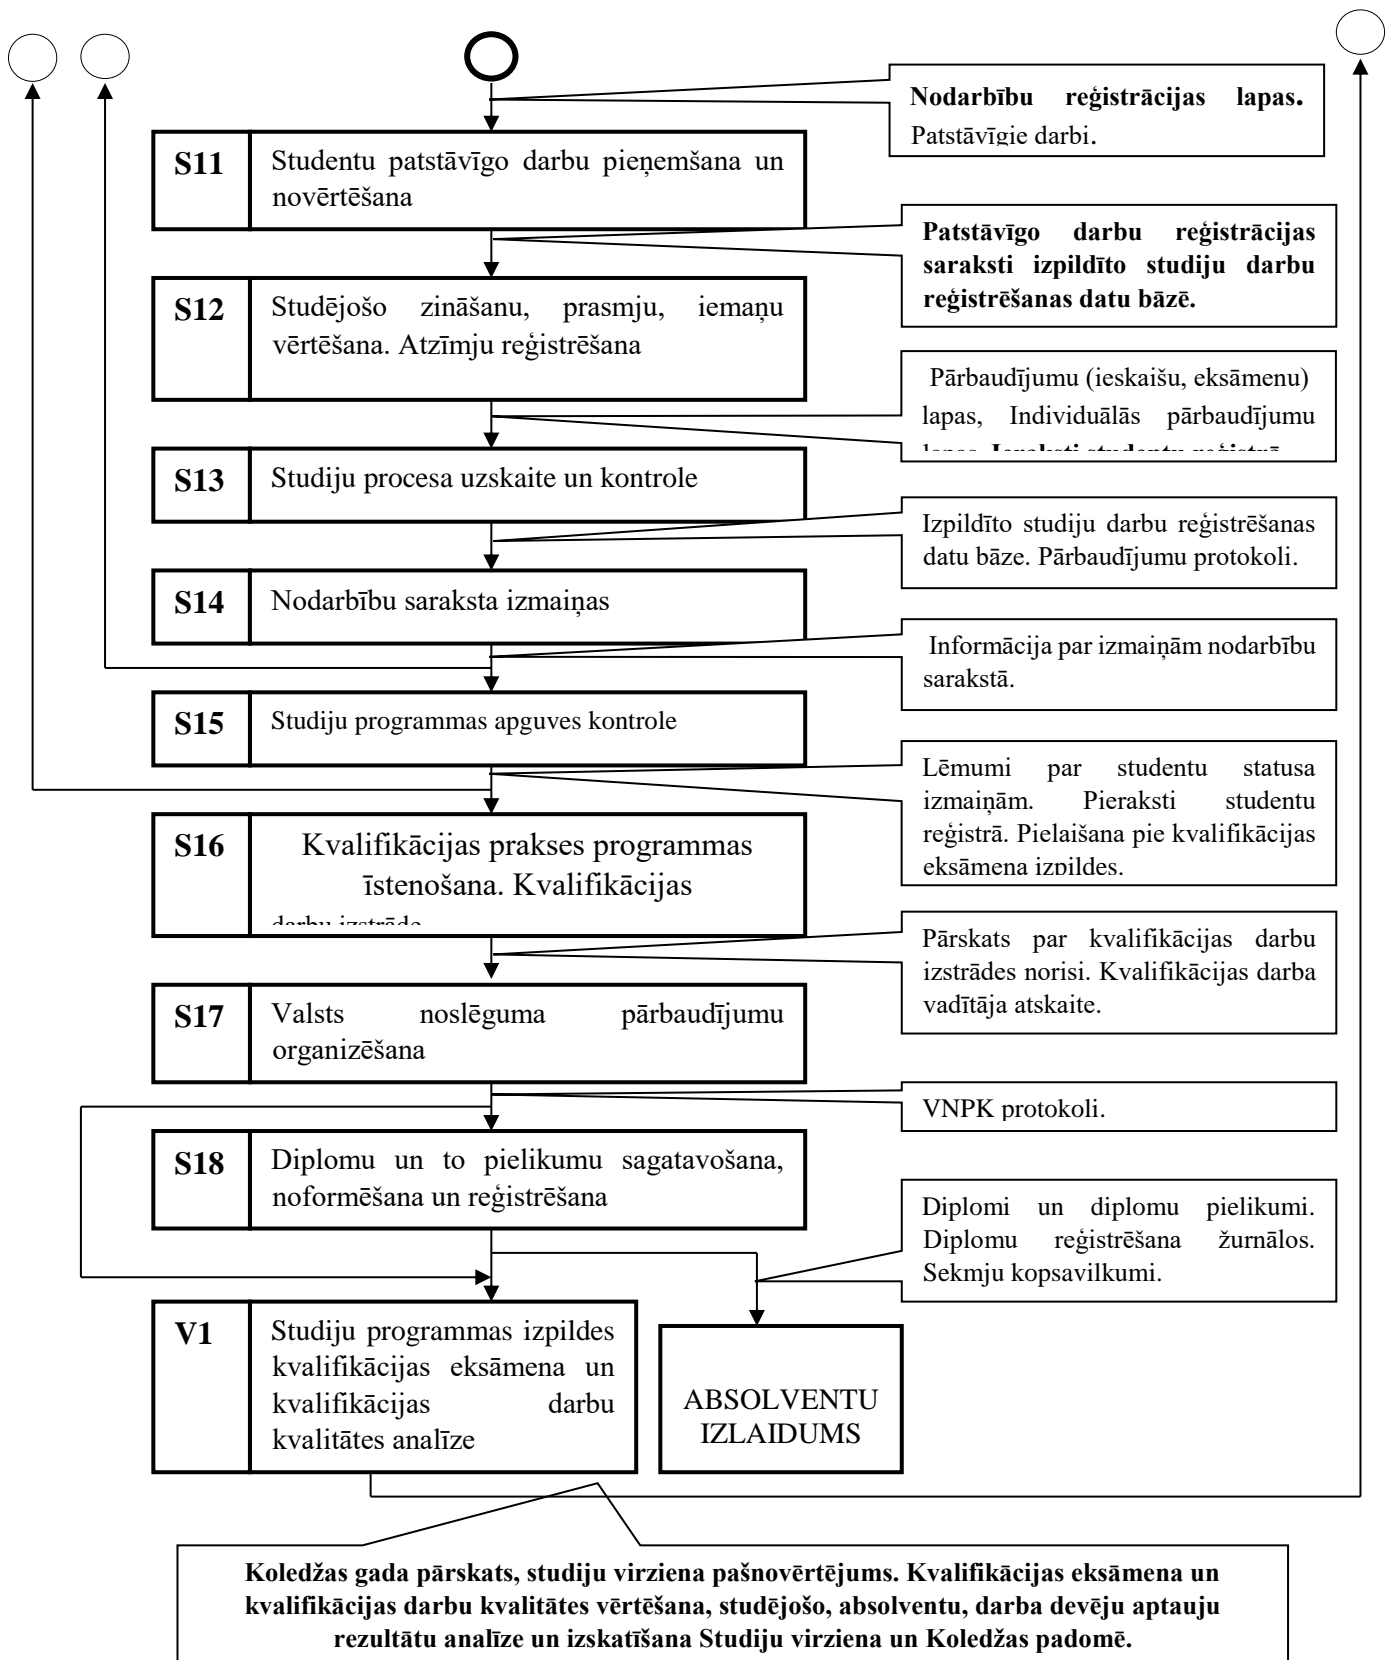 Nodarbību reģistrācijas lapas.
Patstāvīgie darbi.
S11
Studentu patstāvīgo darbu pieņemšana un
novērtēšana
Patstāvīgo darbu reģistrācijas
saraksti izpildīto studiju darbu
reģistrēšanas datu bāzē.
S12
Studējošo zināšanu, prasmju, iemaņu
vērtēšana. Atzīmju reģistrēšana
Pārbaudījumu (ieskaišu, eksāmenu)
lapas, Individuālās pārbaudījumu
lapas. Ieraksti studentu reģistrā
S13
Studiju procesa uzskaite un kontrole
Izpildīto studiju darbu reģistrēšanas
datu bāze. Pārbaudījumu protokoli.
S14
Nodarbību saraksta izmaiņas
Informācija par izmaiņām nodarbību
sarakstā.
S15
Studiju programmas apguves kontrole
Lēmumi par studentu statusa
izmaiņām. Pieraksti studentu
reģistrā. Pielaišana pie kvalifikācijas
eksāmena izpildes.
S16
Kvalifikācijas prakses programmas
īstenošana. Kvalifikācijas
darbu izstrāde
Pārskats par kvalifikācijas darbu
izstrādes norisi. Kvalifikācijas darba
vadītāja atskaite.
S17
Valsts noslēguma pārbaudījumu
organizēšana
VNPK protokoli.
S18
Diplomu un to pielikumu sagatavošana,
noformēšana un reģistrēšana
Diplomi un diplomu pielikumi.
Diplomu reģistrēšana žurnālos.
Sekmju kopsavilkumi.
V1
Studiju programmas izpildes
kvalifikācijas eksāmena un
kvalifikācijas darbu
kvalitātes analīze
ABSOLVENTU
IZLAIDUMS
Koledžas gada pārskats, studiju virziena pašnovērtējums. Kvalifikācijas eksāmena un
kvalifikācijas darbu kvalitātes vērtēšana, studējošo, absolventu, darba devēju aptauju
rezultātu analīze un izskatīšana Studiju virziena un Koledžas padomē.